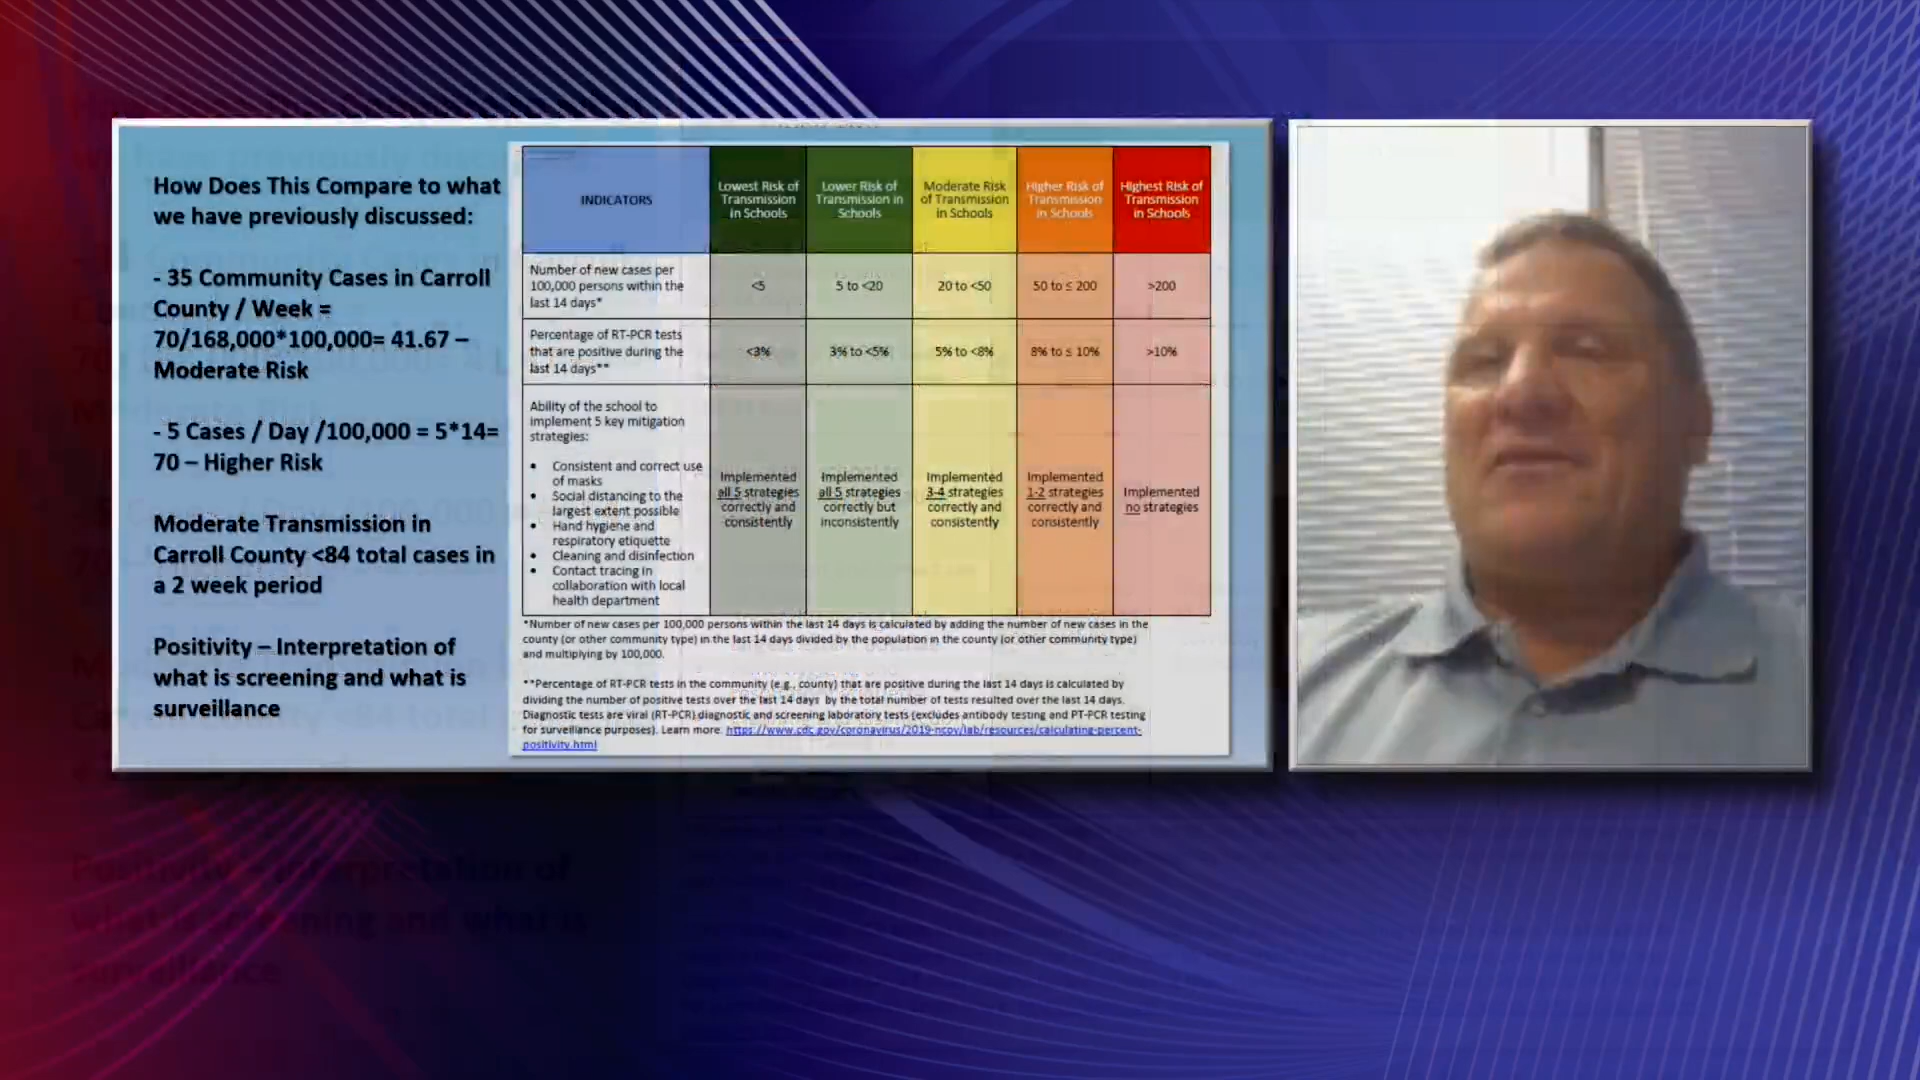 How Does This Compare to what
we have previously discussed:
- 35 Community Cases in Carroll
County / Week =
70/168,000*100,000= 41.67 –
Moderate Risk
- 5 Cases / Day /100,000 = 5*14=
70 – Higher Risk
Moderate Transmission in
Carroll County <84 total cases in
a 2 week period
Positivity – Interpretation of
what is screening and what is
surveillance
INDICATORS
Lowest Risk of
Transmission
in Schools
Lower Risk of
Transmission in
Schools
Moderate Risk
of Transmission
in Schools
Higher Risk of
Transmission
in Schools
Highest Risk of
Transmission
in Schools
Number of new cases per
100,000 persons within the
last 14 days*
<5
5 to <20
20 to <50
50 to ≤ 200
>200
Percentage of RT-PCR tests
that are positive during the
last 14 days**
<3%
3% to <5%
5% to <8%
8% to ≤ 10%
>10%
Ability of the school to
implement 5 key mitigation
strategies:
• Consistent and correct use
of masks
• Social distancing to the
largest extent possible
• Hand hygiene and
respiratory etiquette
• Cleaning and disinfection
• Contact tracing in
collaboration with local
health department
Implemented
all 5 strategies
correctly and
consistently
Implemented
all 5 strategies
correctly but
inconsistently
Implemented
3-4 strategies
correctly and
consistently
Implemented
1-2 strategies
correctly and
consistently
Implemented
no strategies
*Number of new cases per 100,000 persons within the last 14 days is calculated by adding the number of new cases in the
county (or other community type) in the last 14 days divided by the population in the county (or other community type)
and multiplying by 100,000.
**Percentage of RT-PCR tests in the community (e.g., county) that are positive during the last 14 days is calculated by
dividing the number of positive tests over the last 14 days by the total number of tests resulted over the last 14 days.
Diagnostic tests are viral (RT-PCR) diagnostic and screening laboratory tests (excludes antibody testing and PT-PCR testing
for surveillance purposes). Learn more: https://www.cdc.gov/coronavirus/2019-ncov/lab/resources/calculating-percent-
positivity.html